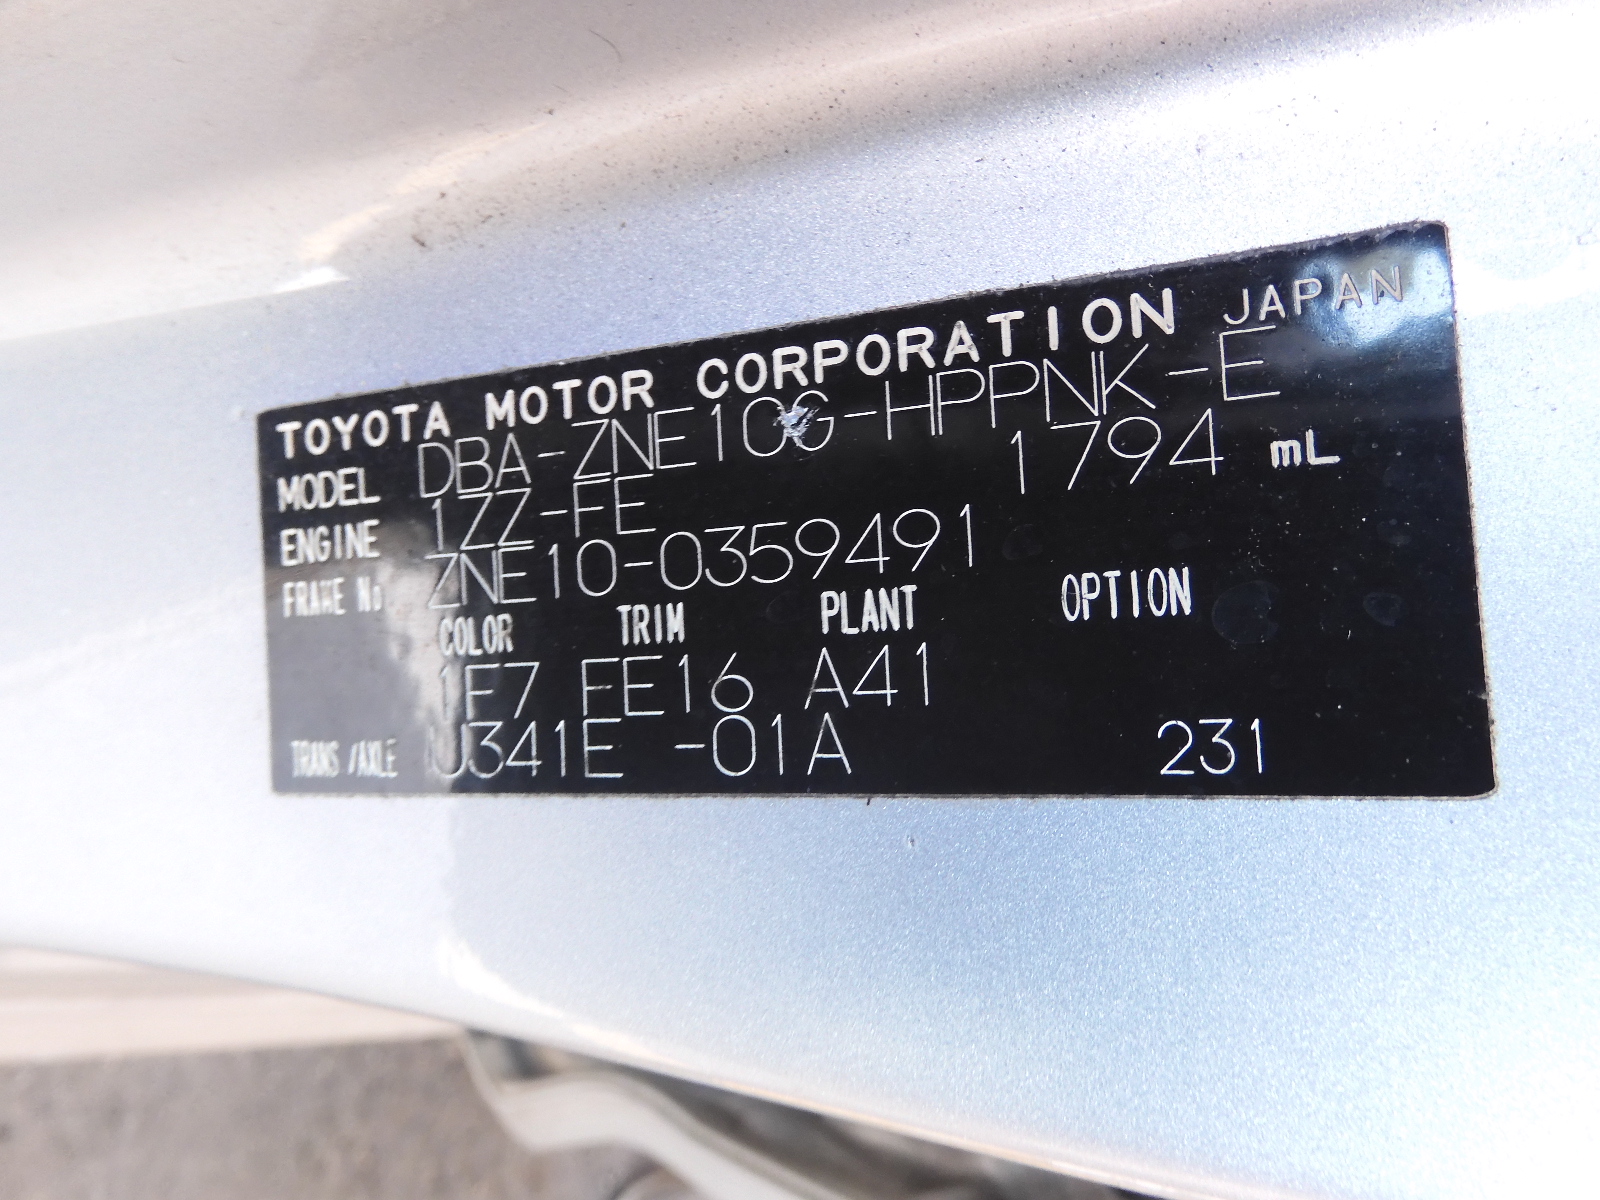 TOYOTA MOTOR CORPORATION JAPAN
MODEL DBA-ZNE10G-HPPNK-E
ENGINE 1ZZ-FE 1794 mL
FRAME No ZNE10-0359491
COLOR TRIM PLANT OPTION
1F7 FE16 A41
TRANS/AXLE U341E -01A 231